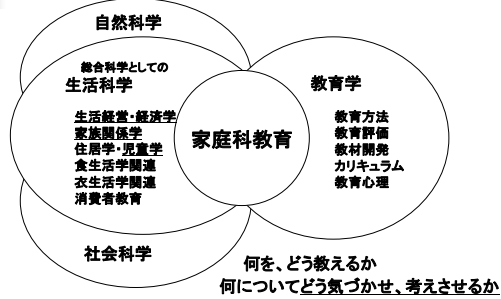 自然科学
総合科学としての
生活科学
生活経営・経済学
家族関係学
住居学・児童学
食生活学関連
衣生活学関連
消費者教育
社会科学
家庭科教育
教育学
教育方法
教育評価
教材開発
カリキュラム
教育心理
何を、どう教えるか
何についてどう気づかせ、考えさせるか